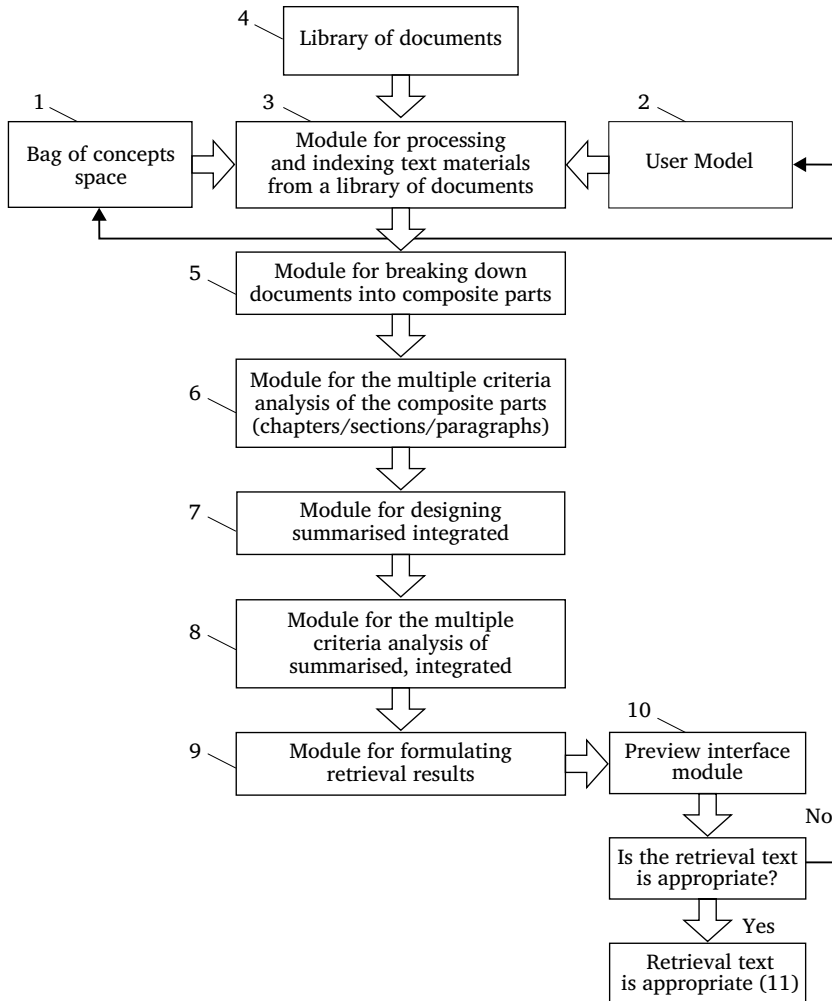 4
Library of documents
1
3
2
Bag of concepts
space
Module for processing
and indexing text materials
from a library of documents
User Model
5
Module for breaking down
documents into composite parts
6
Module for the multiple criteria
analysis of the composite parts
(chapters/sections/paragraphs)
7
Module for designing
summarised integrated
8
Module for the multiple
criteria analysis of
summarised, integrated
9
Module for formulating
retrieval results
10
Preview interface
module
No
Is the retrieval text
is appropriate?
Yes
Retrieval text
is appropriate (11)